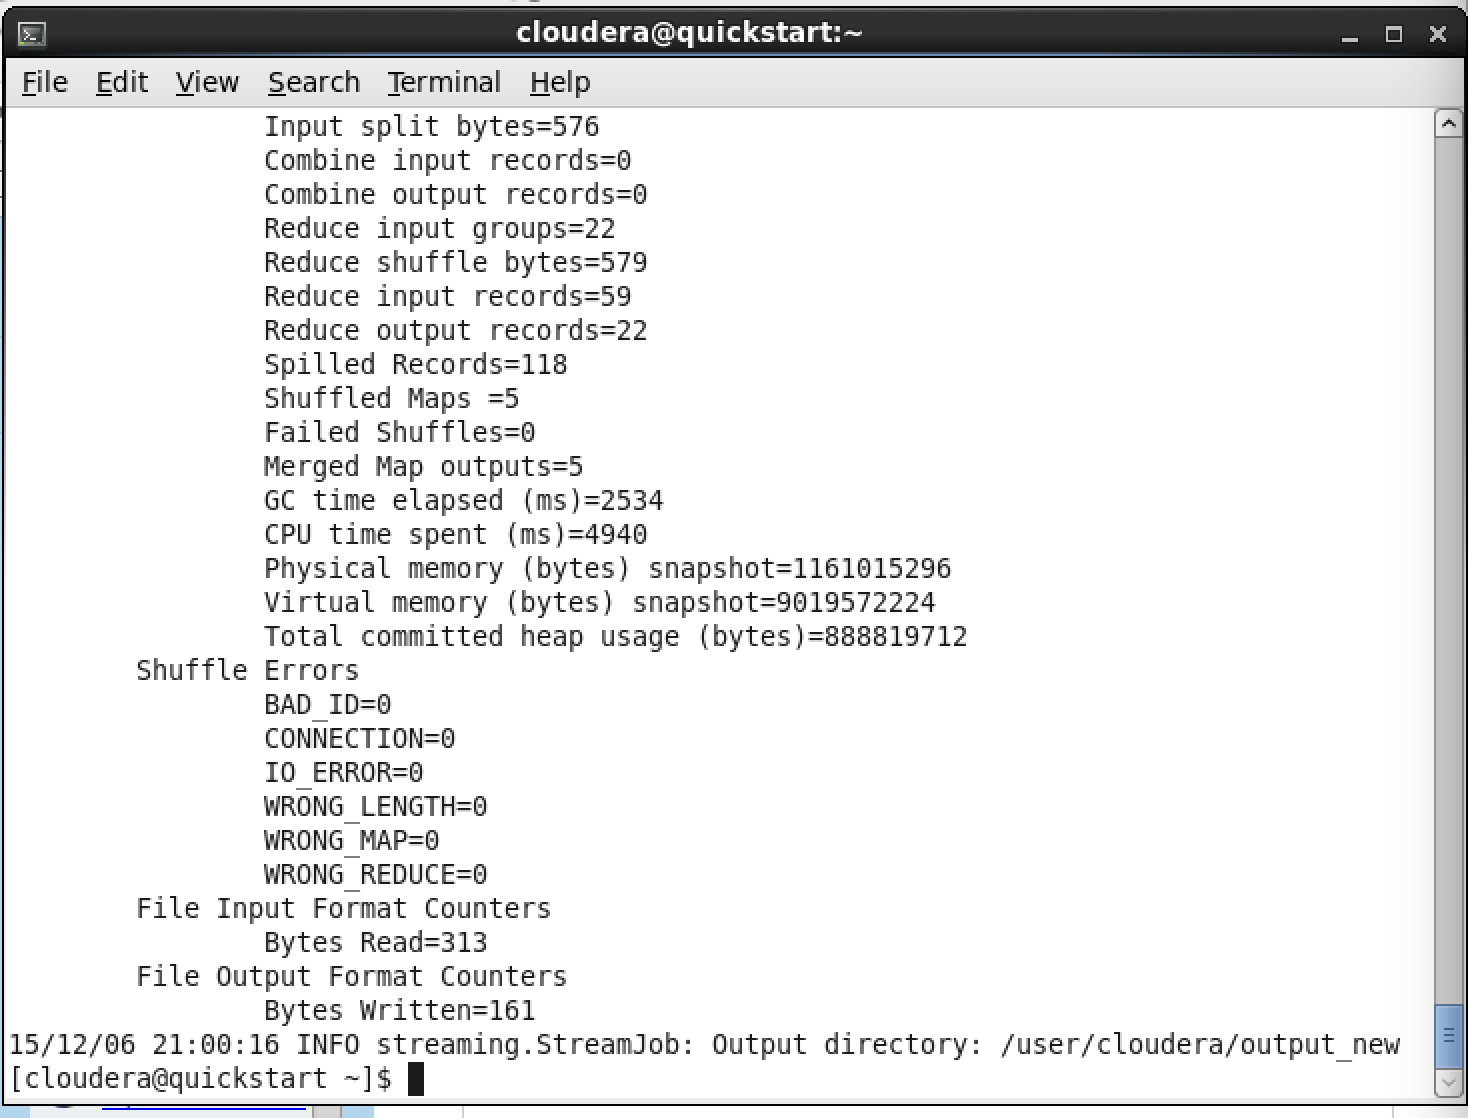 cloudera@quickstart:~
File Edit View Search Terminal Help
Input split bytes=576
Combine input records=0
Combine output records=0
Reduce input groups=22
Reduce shuffle bytes=579
Reduce input records=59
Reduce output records=22
Spilled Records=118
Shuffled Maps =5
Failed Shuffles=0
Merged Map outputs=5
GC time elapsed (ms)=2534
CPU time spent (ms)=4940
Physical memory (bytes) snapshot=1161015296
Virtual memory (bytes) snapshot=9019572224
Total committed heap usage (bytes)=888819712
Shuffle Errors
BAD_ID=0
CONNECTION=0
IO_ERROR=0
WRONG_LENGTH=0
WRONG_MAP=0
WRONG_REDUCE=0
File Input Format Counters
Bytes Read=313
File Output Format Counters
Bytes Written=161
15/12/06 21:00:16 INFO streaming.StreamJob: Output directory: /user/cloudera/output_new
[cloudera@quickstart ~]$